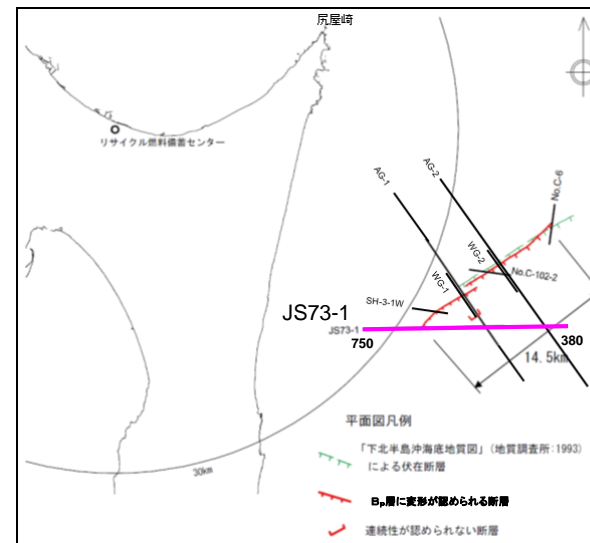 尻屋崎
リサイクル燃料備蓄センター
AG-1
AG-2
No.C-6
WG-2
No.C-102-2
WG-1
SH-3-1W
JS73-1
JS73-1
750
380
14.5km
平面図凡例
「下北半島沖海底地質図」(地質調査所:1993)
による伏在断層
BP層に変形が認められる断層
連続性が認められない断層
30km